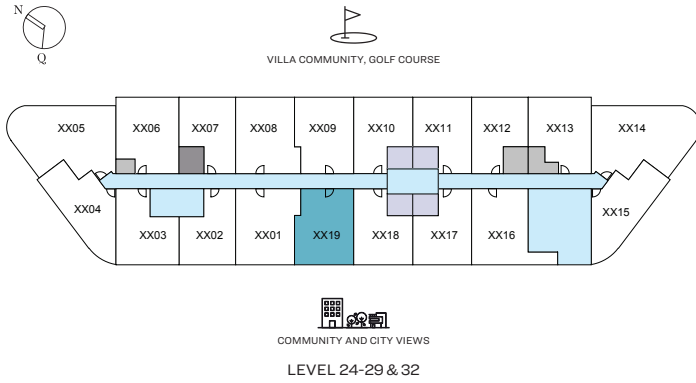 N
Q
VILLA COMMUNITY, GOLF COURSE
XX05 XX06 XX07 XX08 XX09 XX10 XX11 XX12 XX13 XX14
XX04 XX03 XX02 XX01 XX19 XX18 XX17 XX16 XX15
COMMUNITY AND CITY VIEWS
LEVEL 24-29 & 32